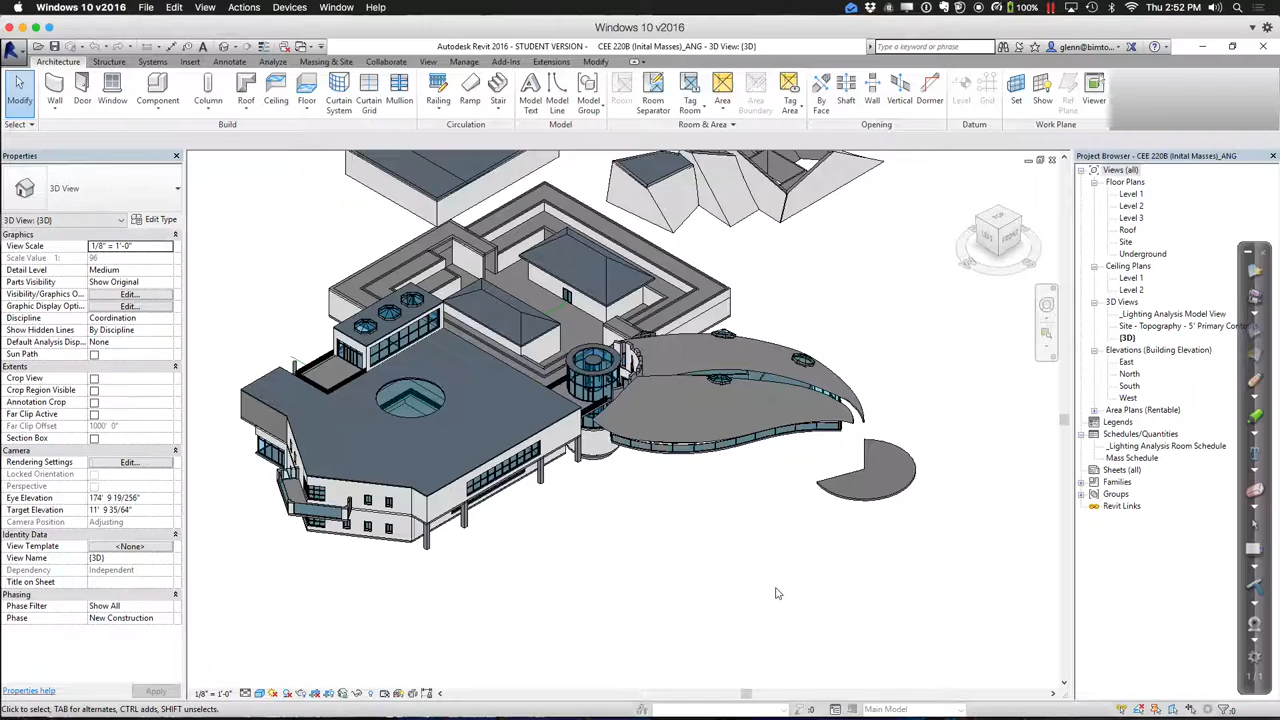 Windows 10 v2016 File Edit View Actions Devices Window Help 100% Thu 2:52 PM
Windows 10 v2016
Autodesk Revit 2016 - STUDENT VERSION - CEE 220B (Inital Masses)_ANG - 3D View: {3D} Type a keyword or phrase glenn@bimto...
Architecture Structure Systems Insert Annotate Analyze Massing & Site Collaborate View Manage Add-Ins Extensions Modify
Modify Wall Door Window Component Column Roof Ceiling Floor Curtain System Curtain Grid Mullion Railing Ramp Stair Model Text Model Line Model Group Room Room Separator Tag Room Area Area Boundary Tag Area By Face Shaft Wall Vertical Dormer Level Grid Set Show Ref Plane Viewer
Select Build Circulation Model Room & Area Opening Datum Work Plane
Properties
3D View
3D View: {3D} Edit Type
Graphics
View Scale 1/8" = 1'-0"
Scale Value 1: 96
Detail Level Medium
Parts Visibility Show Original
Visibility/Graphics O... Edit...
Graphic Display Opti... Edit...
Discipline Coordination
Show Hidden Lines By Discipline
Default Analysis Disp... None
Sun Path
Extents
Crop View
Crop Region Visible
Annotation Crop
Far Clip Active
Far Clip Offset 1000' 0"
Section Box
Camera
Rendering Settings Edit...
Locked Orientation
Perspective
Eye Elevation 174' 9 19/256"
Target Elevation 11' 9 35/64"
Camera Position Adjusting
Identity Data
View Template <None>
View Name {3D}
Dependency Independent
Title on Sheet
Phasing
Phase Filter Show All
Phase New Construction
Properties help Apply
TOP
LEFT FRONT
Project Browser - CEE 220B (Inital Masses)_ANG
Views (all)
Floor Plans
Level 1
Level 2
Level 3
Roof
Site
Underground
Ceiling Plans
Level 1
Level 2
3D Views
_Lighting Analysis Model View
Site - Topography - 5' Primary Conto
{3D}
Elevations (Building Elevation)
East
North
South
West
Area Plans (Rentable)
Legends
Schedules/Quantities
_Lighting Analysis Room Schedule
Mass Schedule
Sheets (all)
Families
Groups
Revit Links
1/1
1/8" = 1'-0"
Click to select, TAB for alternates, CTRL adds, SHIFT unselects. :0 Main Model :0